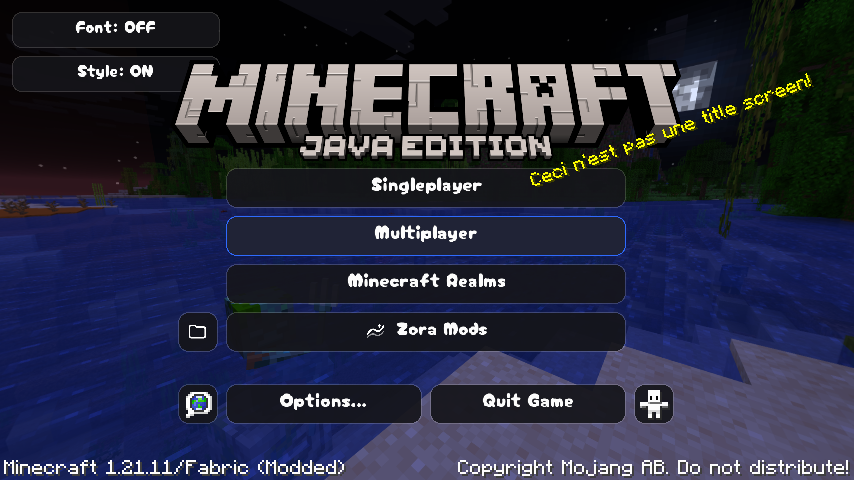 Font: OFF
Style: ON
MINECRAFT
JAVA EDITION
Ceci n'est pas une title screen!
Singleplayer
Multiplayer
Minecraft Realms
Zora Mods
Options...
Quit Game
Minecraft 1.21.11/Fabric (Modded)
Copyright Mojang AB. Do not distribute!